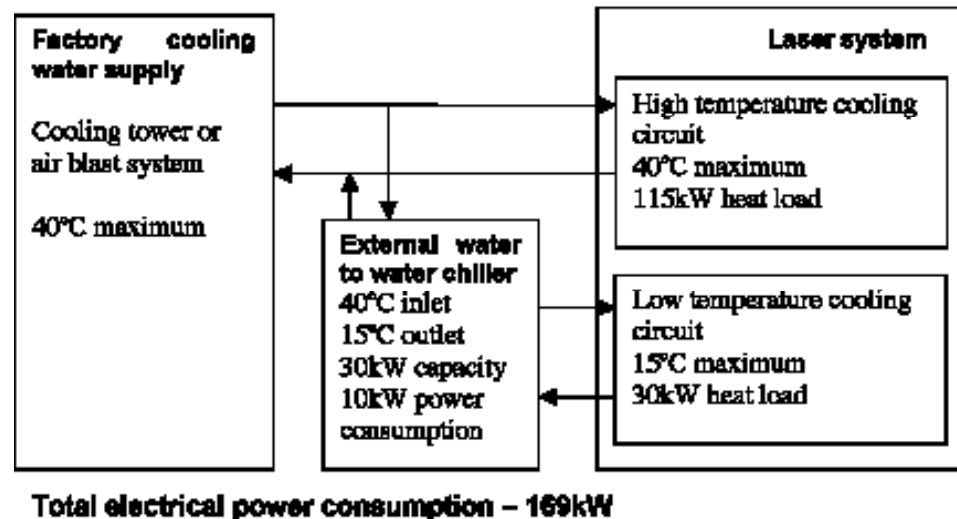 Factory cooling
water supply
Cooling tower or
air blast system
40°C maximum
External water
to water chiller
40°C inlet
15°C outlet
30kW capacity
10kW power
consumption
Laser system
High temperature cooling
circuit
40°C maximum
115kW heat load
Low temperature cooling
circuit
15°C maximum
30kW heat load
Total electrical power consumption – 169kW